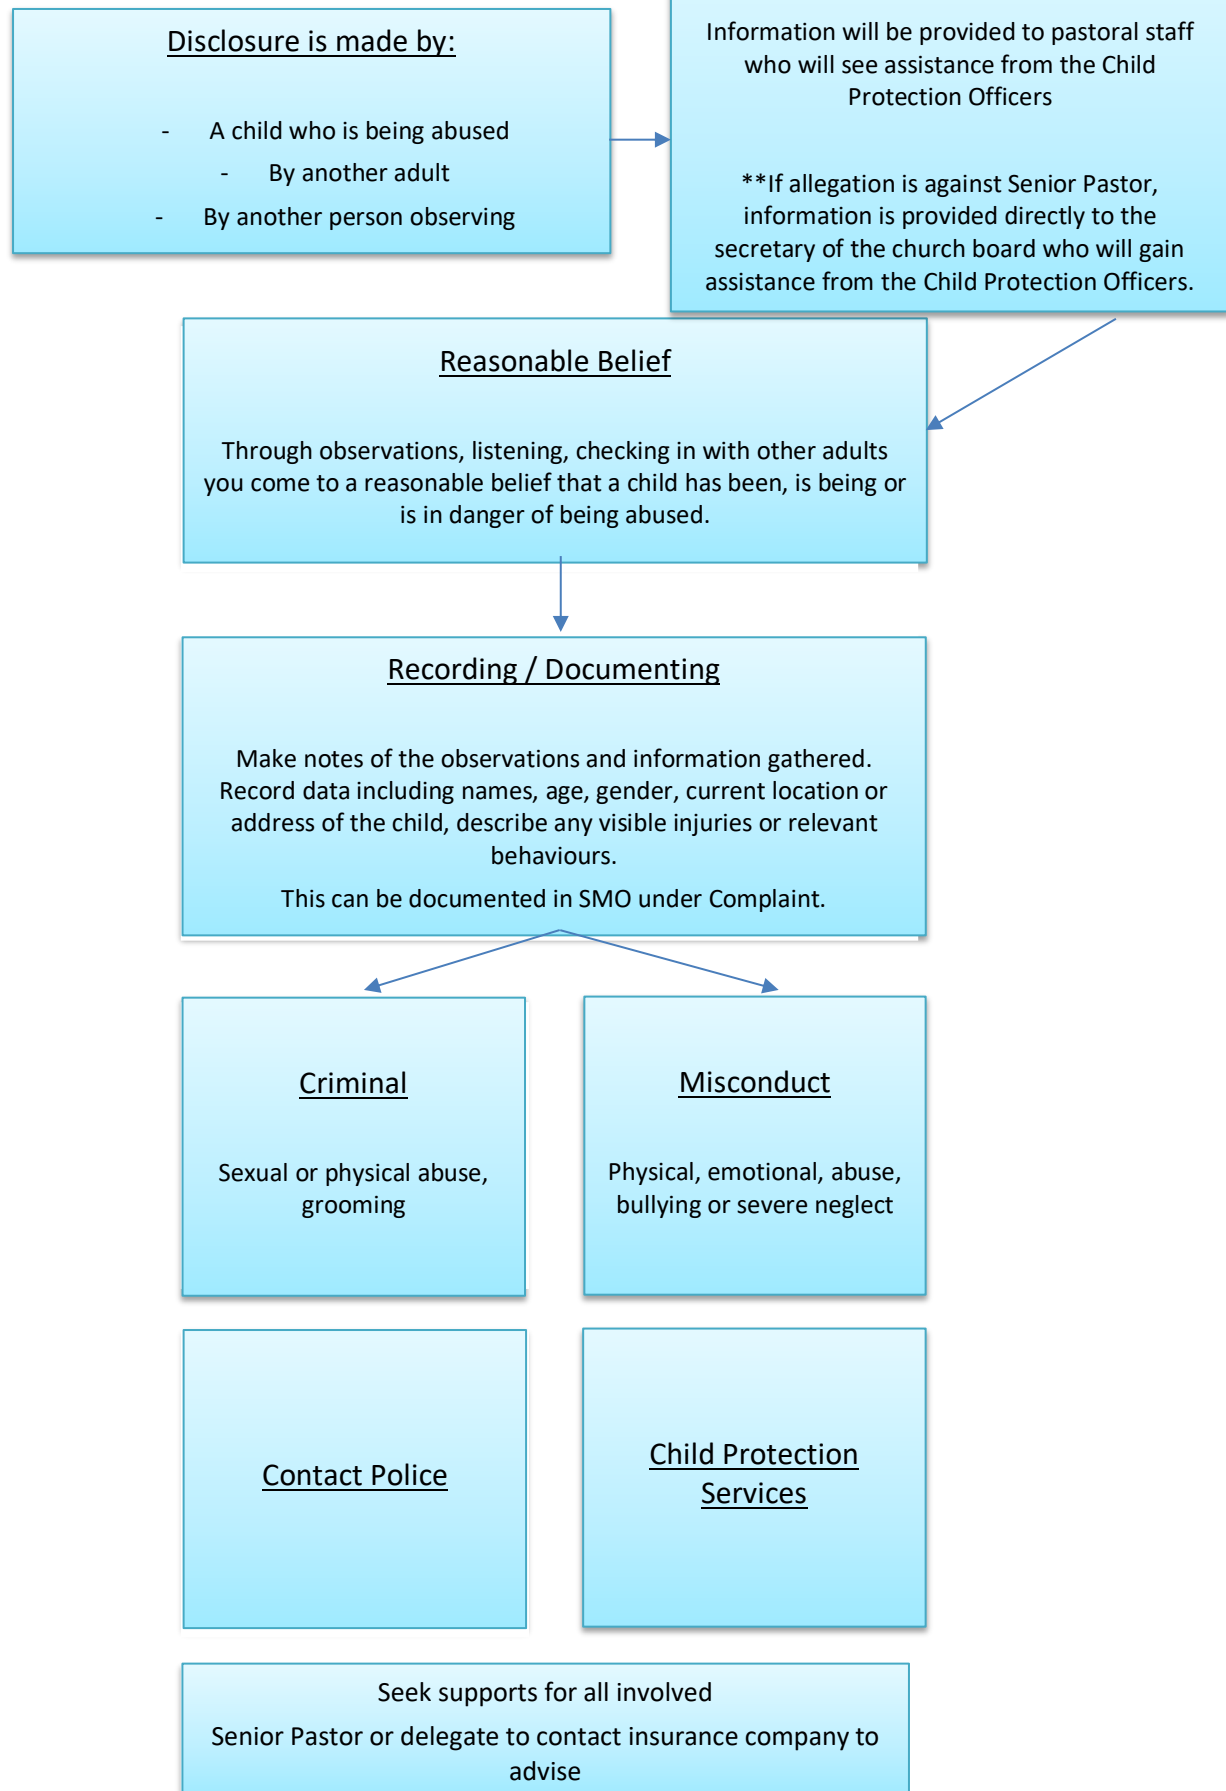 Disclosure is made by:
- A child who is being abused
- By another adult
- By another person observing
Information will be provided to pastoral staff
who will see assistance from the Child
Protection Officers
**If allegation is against Senior Pastor,
information is provided directly to the
secretary of the church board who will gain
assistance from the Child Protection Officers.
Reasonable Belief
Through observations, listening, checking in with other adults
you come to a reasonable belief that a child has been, is being or
is in danger of being abused.
Recording / Documenting
Make notes of the observations and information gathered.
Record data including names, age, gender, current location or
address of the child, describe any visible injuries or relevant
behaviours.
This can be documented in SMO under Complaint.
Criminal
Sexual or physical abuse,
grooming
Misconduct
Physical, emotional, abuse,
bullying or severe neglect
Contact Police
Child Protection
Services
Seek supports for all involved
Senior Pastor or delegate to contact insurance company to
advise